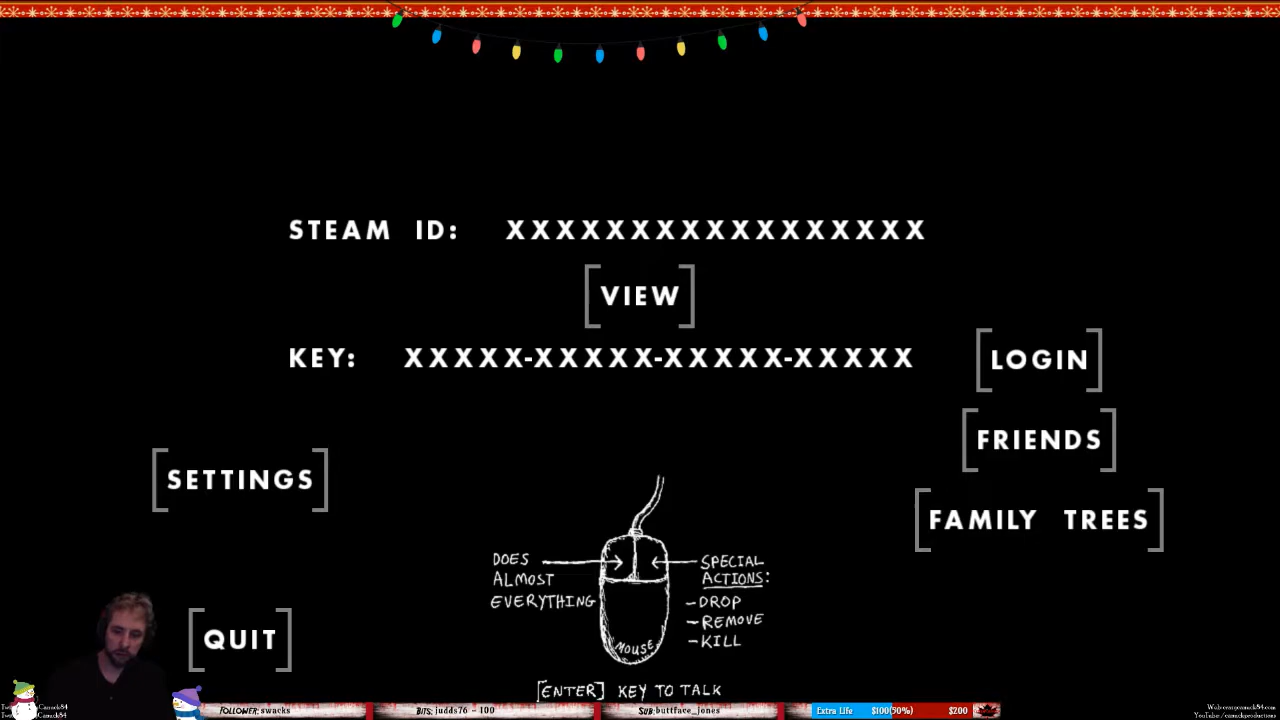 STEAM ID: XXXXXXXXXXXXXXXXX
VIEW
KEY: XXXXX-XXXXX-XXXXX-XXXXX
LOGIN
FRIENDS
SETTINGS
FAMILY TREES
DOES
ALMOST
EVERYTHING
SPECIAL
ACTIONS:
-DROP
-REMOVE
-KILL
MOUSE
QUIT
[ENTER] KEY TO TALK
FOLLOWER: swacks
BITS: judds76 - 100
SUB: buttface_jones
Extra Life $100(50%) $200